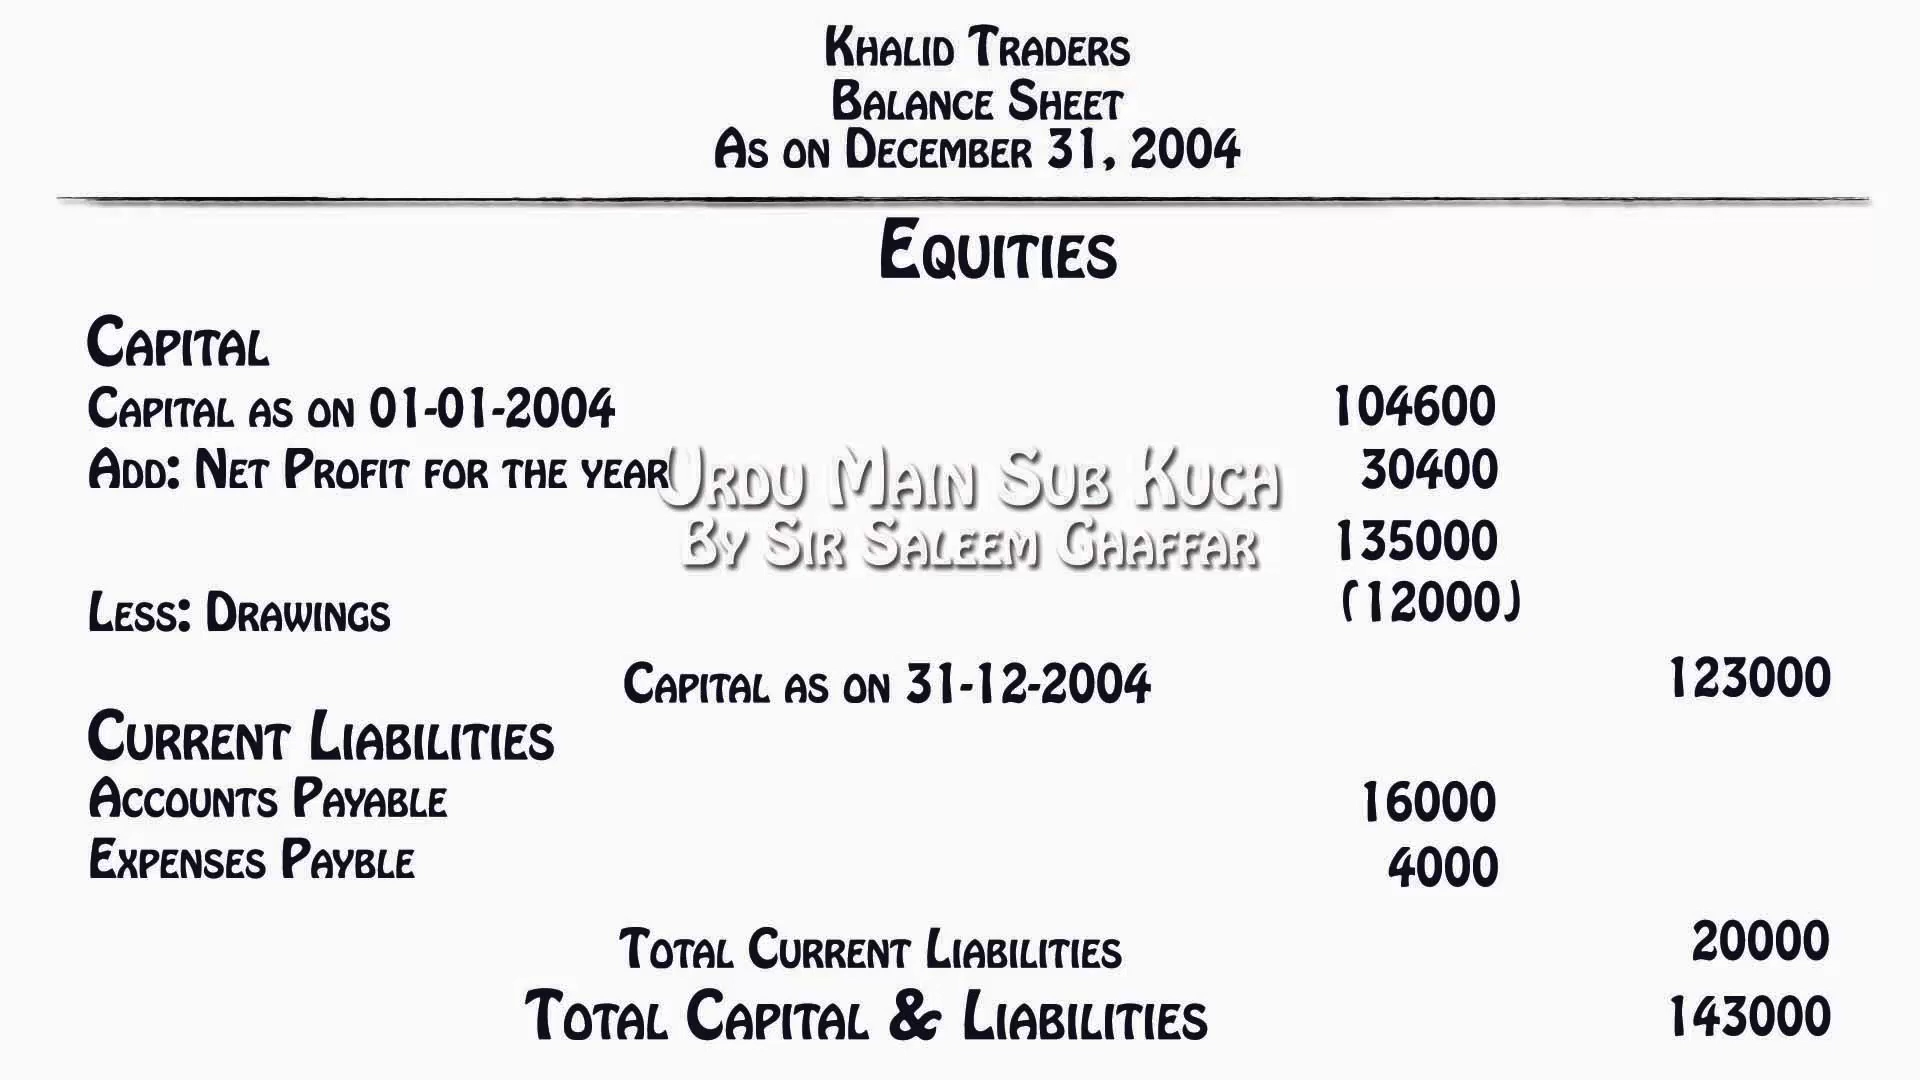 Khalid Traders
Balance Sheet
As on December 31, 2004
Equities
Capital
Capital as on 01-01-2004 104600
Add: Net Profit for the year 30400
Urdu Main Sub Kuch
By Sir Saleem Ghaffar
135000
Less: Drawings (12000)
Capital as on 31-12-2004 123000
Current Liabilities
Accounts Payable 16000
Expenses Payble 4000
Total Current Liabilities 20000
Total Capital & Liabilities 143000